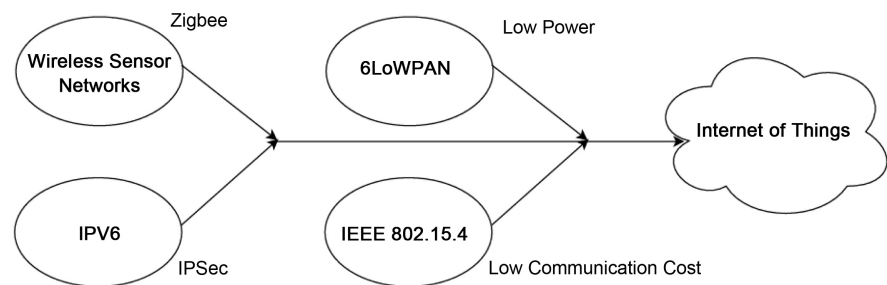 Zigbee
Wireless Sensor
Networks
Low Power
6LoWPAN
Internet of Things
IPV6
IPSec
IEEE 802.15.4
Low Communication Cost